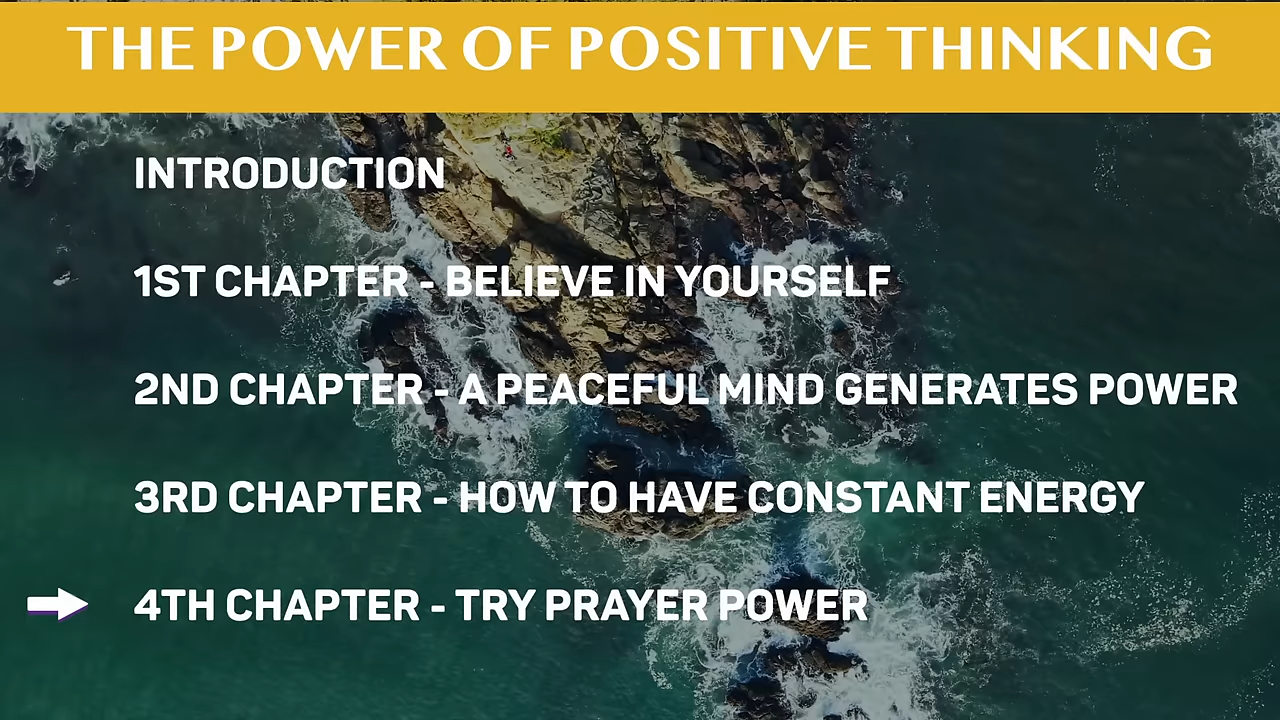 THE POWER OF POSITIVE THINKING
INTRODUCTION
1ST CHAPTER - BELIEVE IN YOURSELF
2ND CHAPTER - A PEACEFUL MIND GENERATES POWER
3RD CHAPTER - HOW TO HAVE CONSTANT ENERGY
4TH CHAPTER - TRY PRAYER POWER